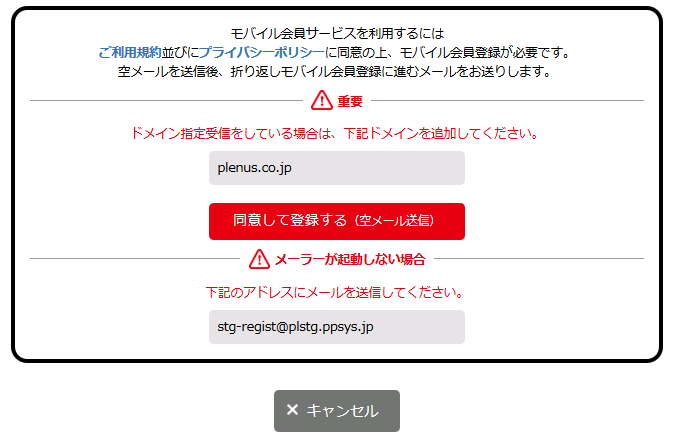 モバイル会員サービスを利用するには
ご利用規約並びにプライバシーポリシーに同意の上、モバイル会員登録が必要です。
空メールを送信後、折り返しモバイル会員登録に進むメールをお送りします。
重要
ドメイン指定受信をしている場合は、下記ドメインを追加してください。
plenus.co.jp
同意して登録する（空メール送信）
メーラーが起動しない場合
下記のアドレスにメールを送信してください。
stg-regist@plstg.ppsys.jp
× キャンセル